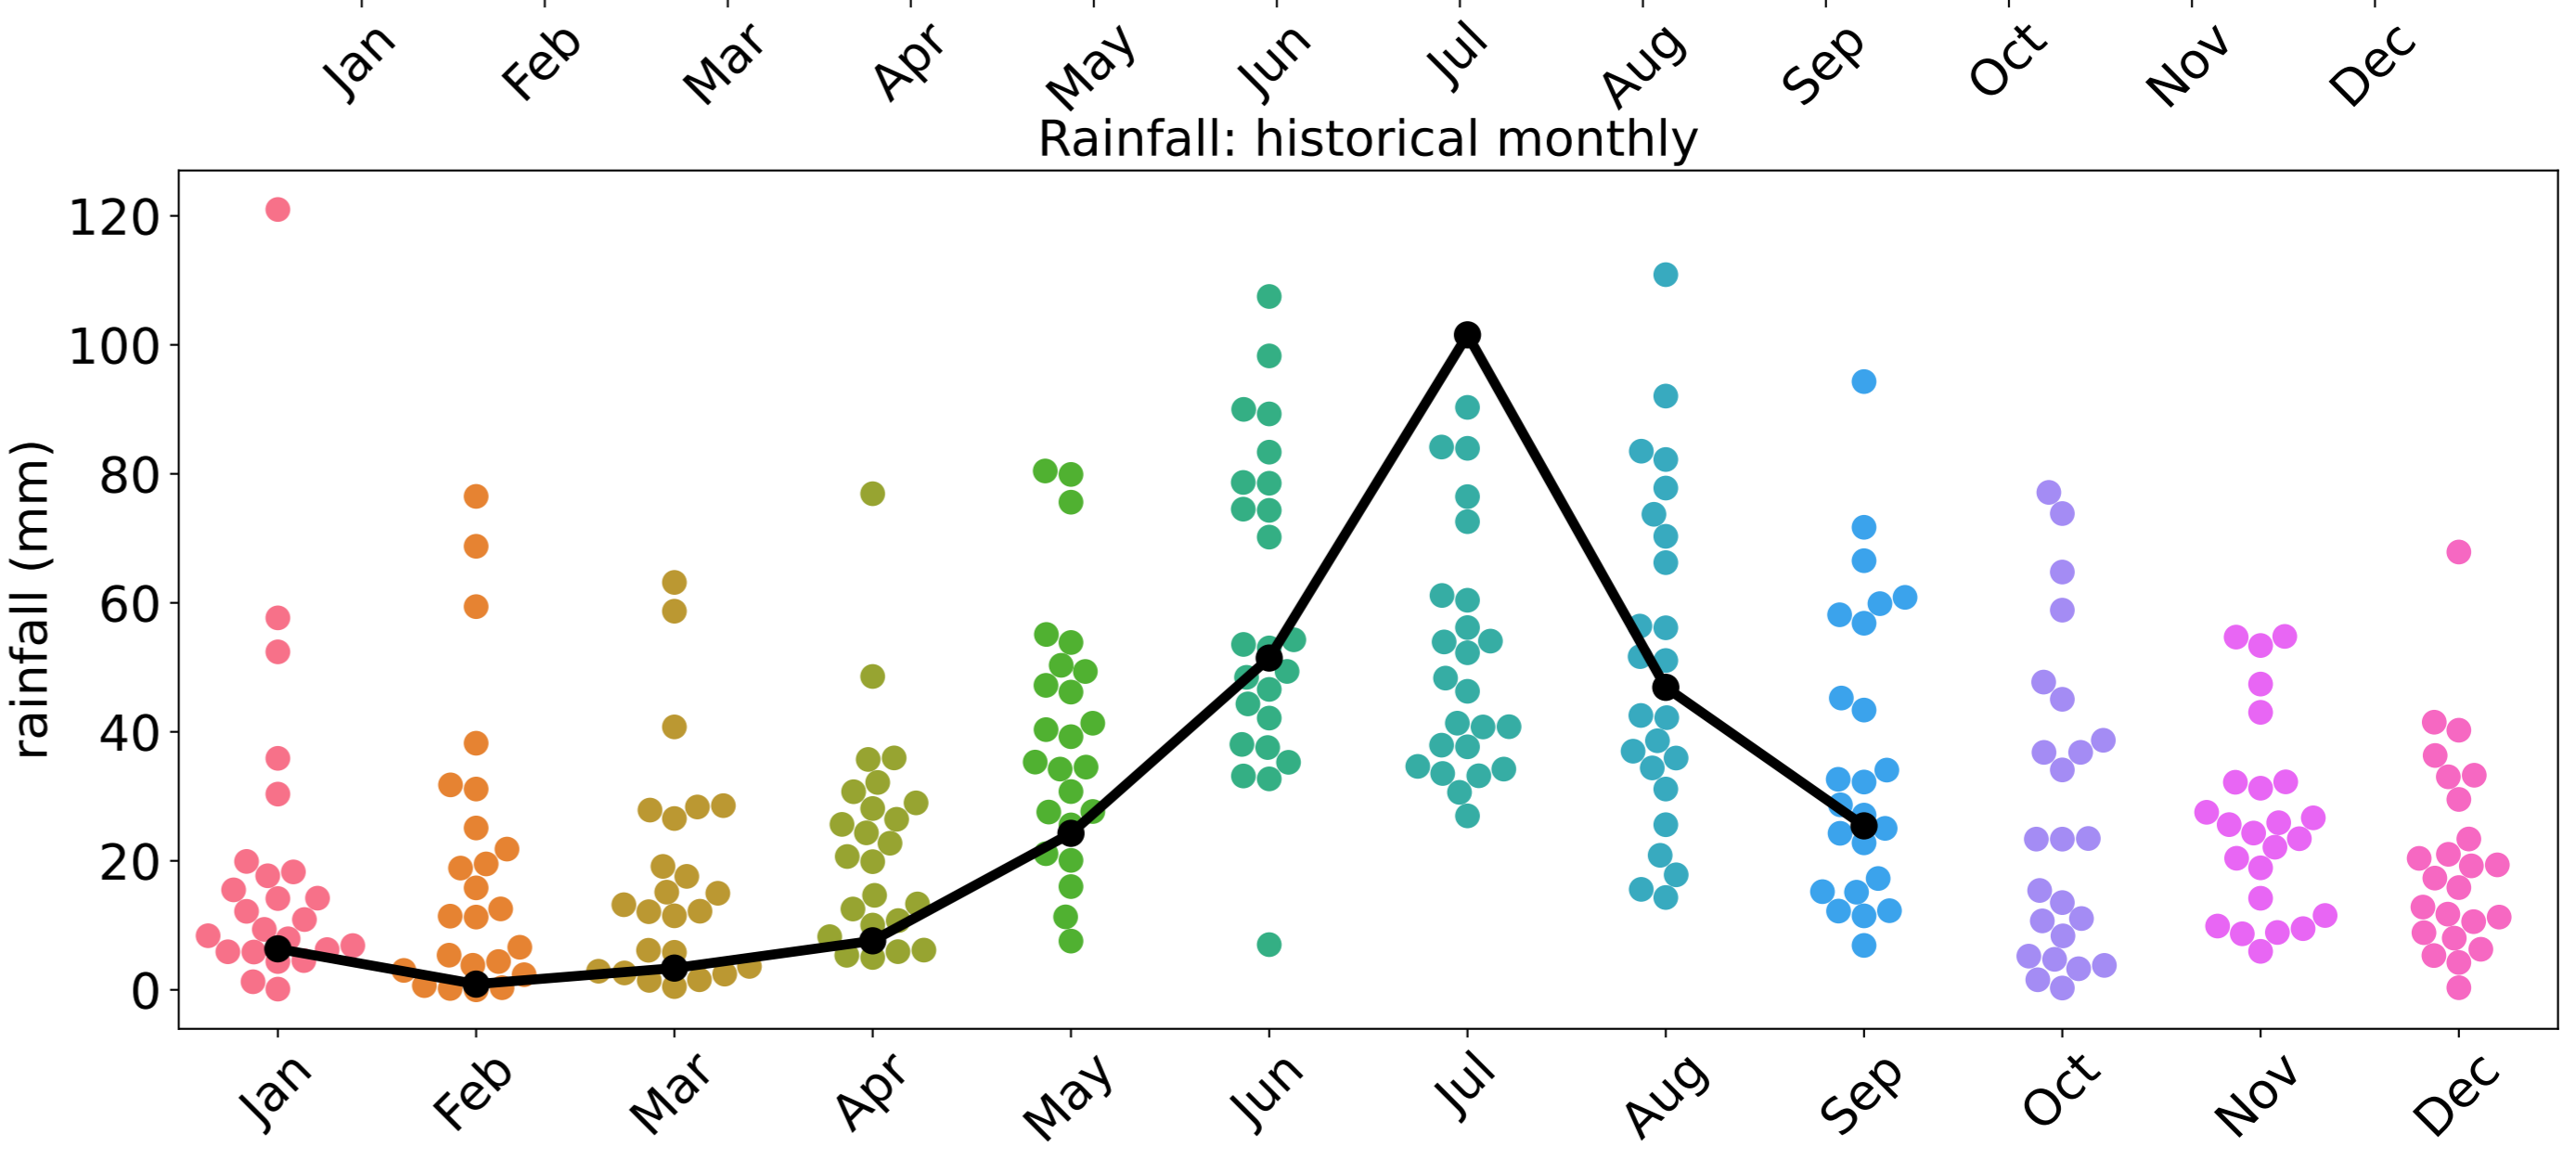 Jan Feb Mar Apr May Jun Jul Aug Sep Oct Nov Dec
Rainfall: historical monthly
rainfall (mm)
120
100
80
60
40
20
0
Jan Feb Mar Apr May Jun Jul Aug Sep Oct Nov Dec